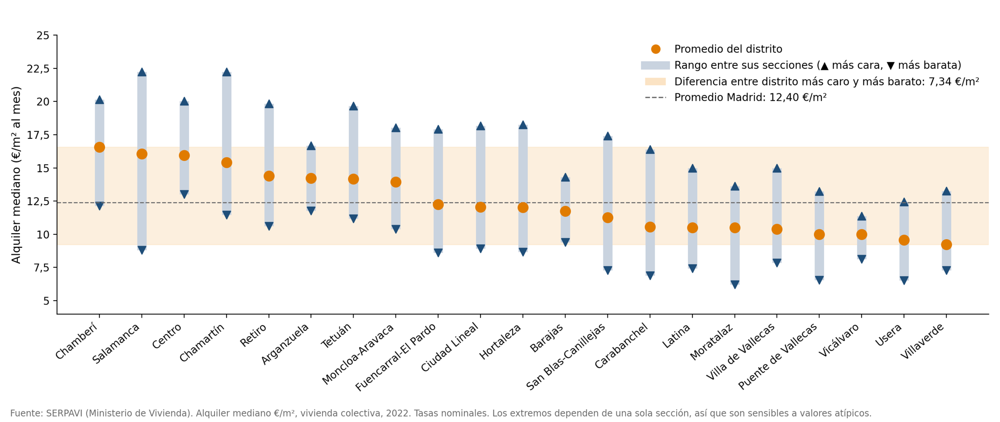 25
22,5
20
17,5
15
12,5
10
7,5
5
Alquiler mediano (€/m² al mes)
Promedio del distrito
Rango entre sus secciones (▲ más cara, ▼ más barata)
Diferencia entre distrito más caro y más barato: 7,34 €/m²
Promedio Madrid: 12,40 €/m²
Chamberí
Salamanca
Centro
Chamartín
Retiro
Arganzuela
Tetuán
Moncloa-Aravaca
Fuencarral-El Pardo
Ciudad Lineal
Hortaleza
Barajas
San Blas-Canillejas
Carabanchel
Latina
Moratalaz
Villa de Vallecas
Puente de Vallecas
Vicálvaro
Usera
Villaverde
Fuente: SERPAVI (Ministerio de Vivienda). Alquiler mediano €/m², vivienda colectiva, 2022. Tasas nominales. Los extremos dependen de una sola sección, así que son sensibles a valores atípicos.